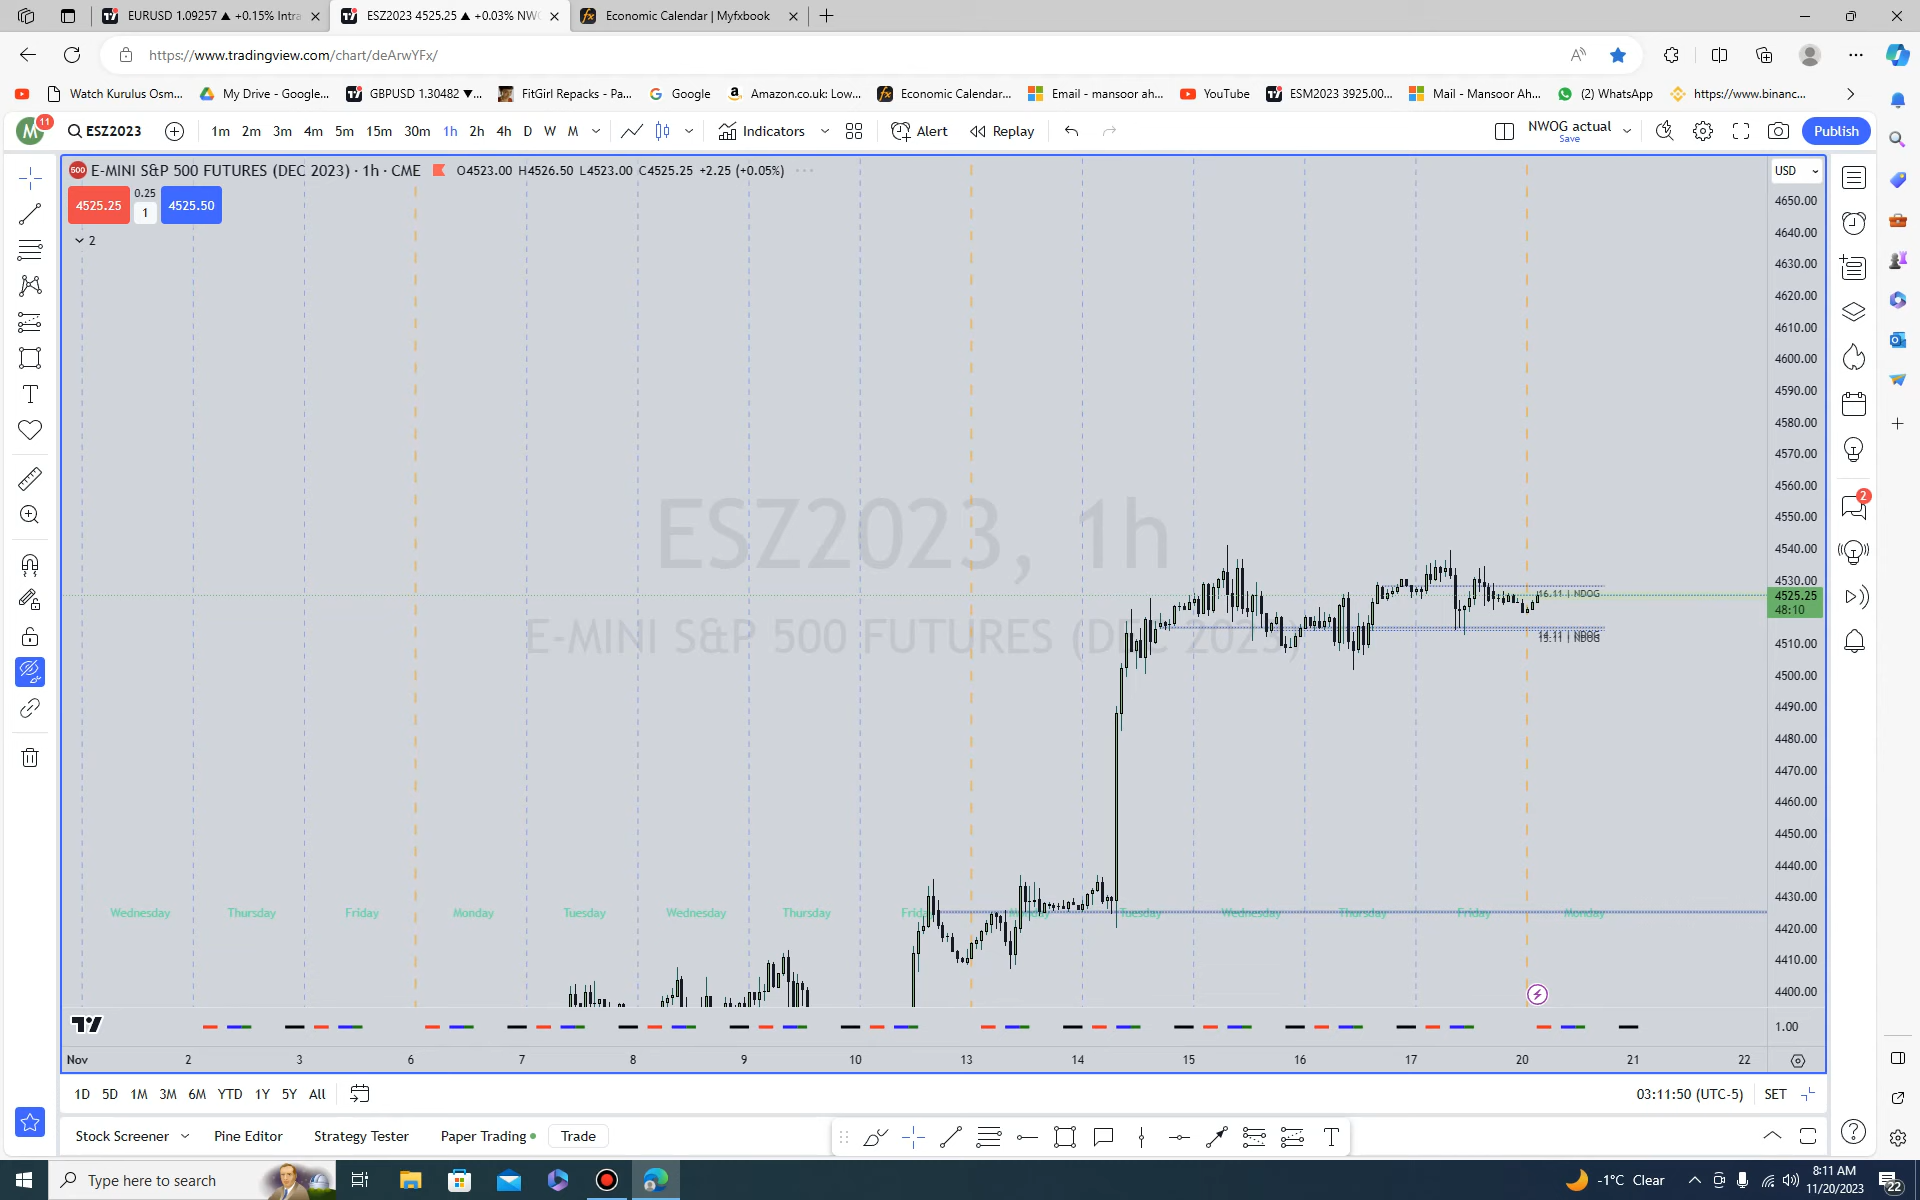 EURUSD 1.09257 ▲ +0.15% Intra
ESZ2023 4525.25 ▲ +0.03% NWO
Economic Calendar | Myfxbook
https://www.tradingview.com/chart/deArwYFx/
Watch Kurulus Osm...
My Drive - Google...
GBPUSD 1.30482 ▼...
FitGirl Repacks - Pa...
Google
Amazon.co.uk: Low...
Economic Calendar...
Email - mansoor ah...
YouTube
ESM2023 3925.00...
Mail - Mansoor Ah...
(2) WhatsApp
https://www.binanc...
M 11
ESZ2023
1m 2m 3m 4m 5m 15m 30m 1h 2h 4h D W M
Indicators
Alert
Replay
NWOG actual
Save
Publish
500 E-MINI S&P 500 FUTURES (DEC 2023) · 1h · CME
O4523.00 H4526.50 L4523.00 C4525.25 +2.25 (+0.05%)
USD
4525.25
0.25
1
4525.50
2
4650.00
4640.00
4630.00
4620.00
4610.00
4600.00
4590.00
4580.00
4570.00
4560.00
4550.00
4540.00
4530.00
4525.25
48:10
4510.00
4500.00
4490.00
4480.00
4470.00
4460.00
4450.00
4440.00
4430.00
4420.00
4410.00
4400.00
1.00
ESZ2023, 1h
E-MINI S&P 500 FUTURES (DEC 2023)
16.11 | NDOG
15.11 | NDOG
Wednesday Thursday Friday Monday Tuesday Wednesday Thursday Friday Monday Tuesday Wednesday Thursday Friday Monday
Nov 2 3 6 7 8 9 10 13 14 15 16 17 20 21 22
1D 5D 1M 3M 6M YTD 1Y 5Y All
03:11:50 (UTC-5)
SET
Stock Screener
Pine Editor
Strategy Tester
Paper Trading
Trade
2
Type here to search
-1°C Clear
8:11 AM
11/20/2023
22